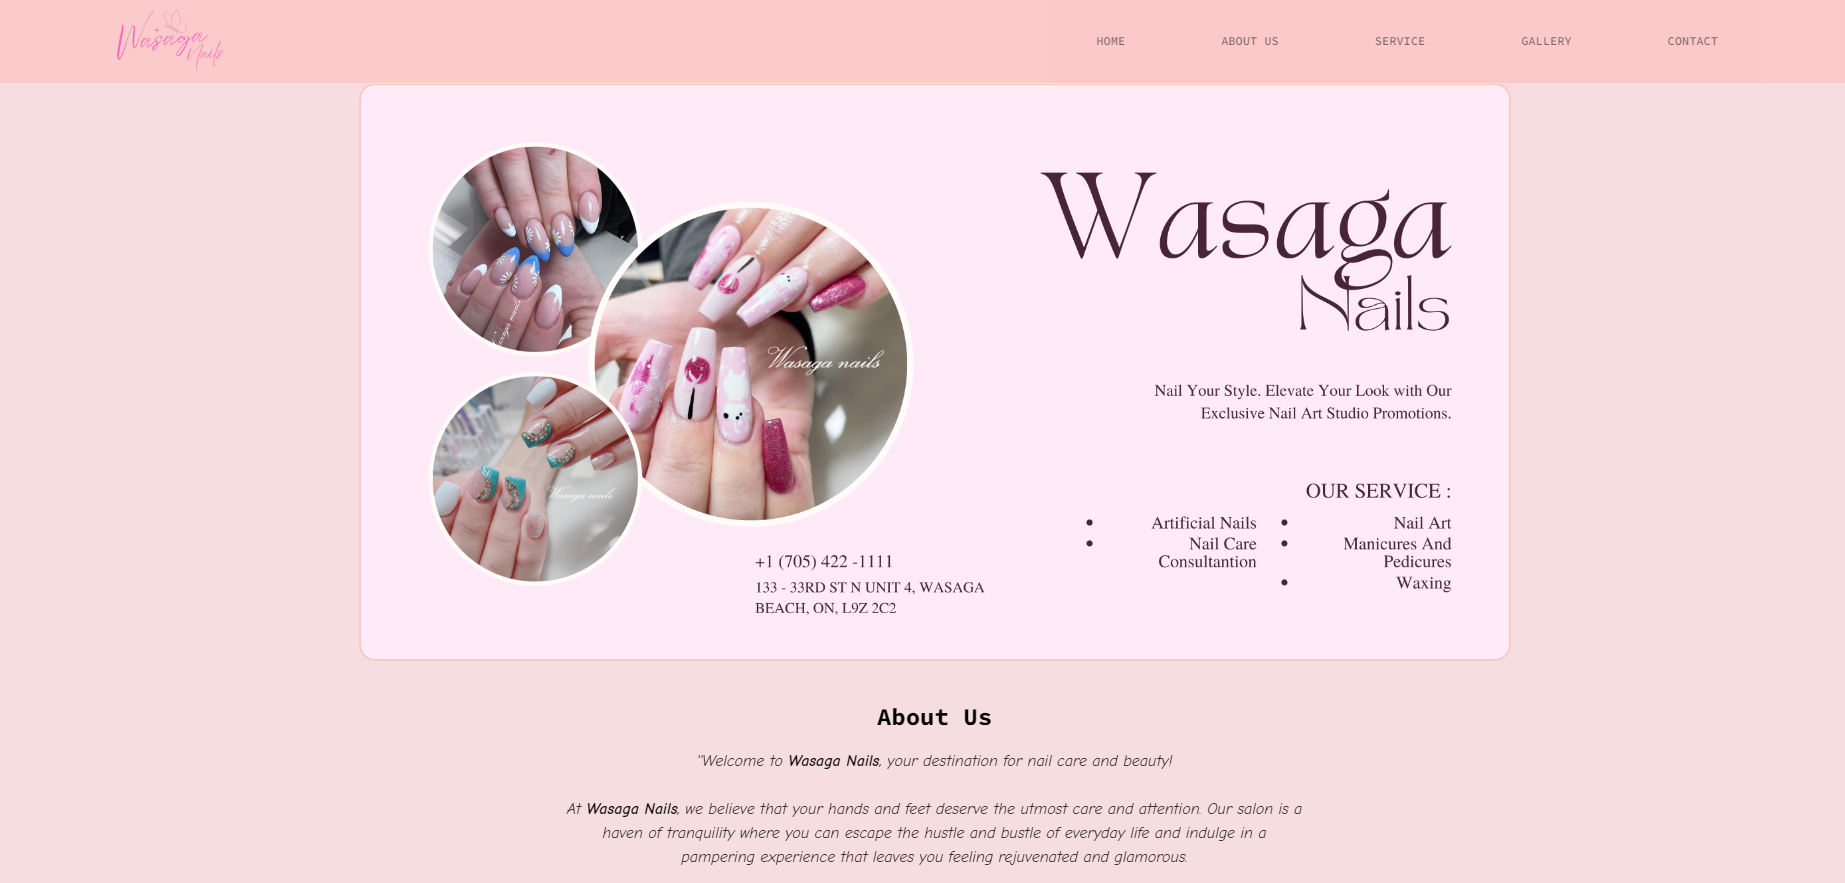 Wasaga
Nails
HOME
ABOUT US
SERVICE
GALLERY
CONTACT
Wasaga nails
Wasaga nails
Wasaga
Nails
Nail Your Style. Elevate Your Look with Our
Exclusive Nail Art Studio Promotions.
OUR SERVICE :
Artificial Nails
Nail Care
Consultantion
Nail Art
Manicures And
Pedicures
Waxing
+1 (705) 422 -1111
133 - 33RD ST N UNIT 4, WASAGA
BEACH, ON, L9Z 2C2
About Us
"Welcome to Wasaga Nails, your destination for nail care and beauty!
At Wasaga Nails, we believe that your hands and feet deserve the utmost care and attention. Our salon is a
haven of tranquility where you can escape the hustle and bustle of everyday life and indulge in a
pampering experience that leaves you feeling rejuvenated and glamorous.